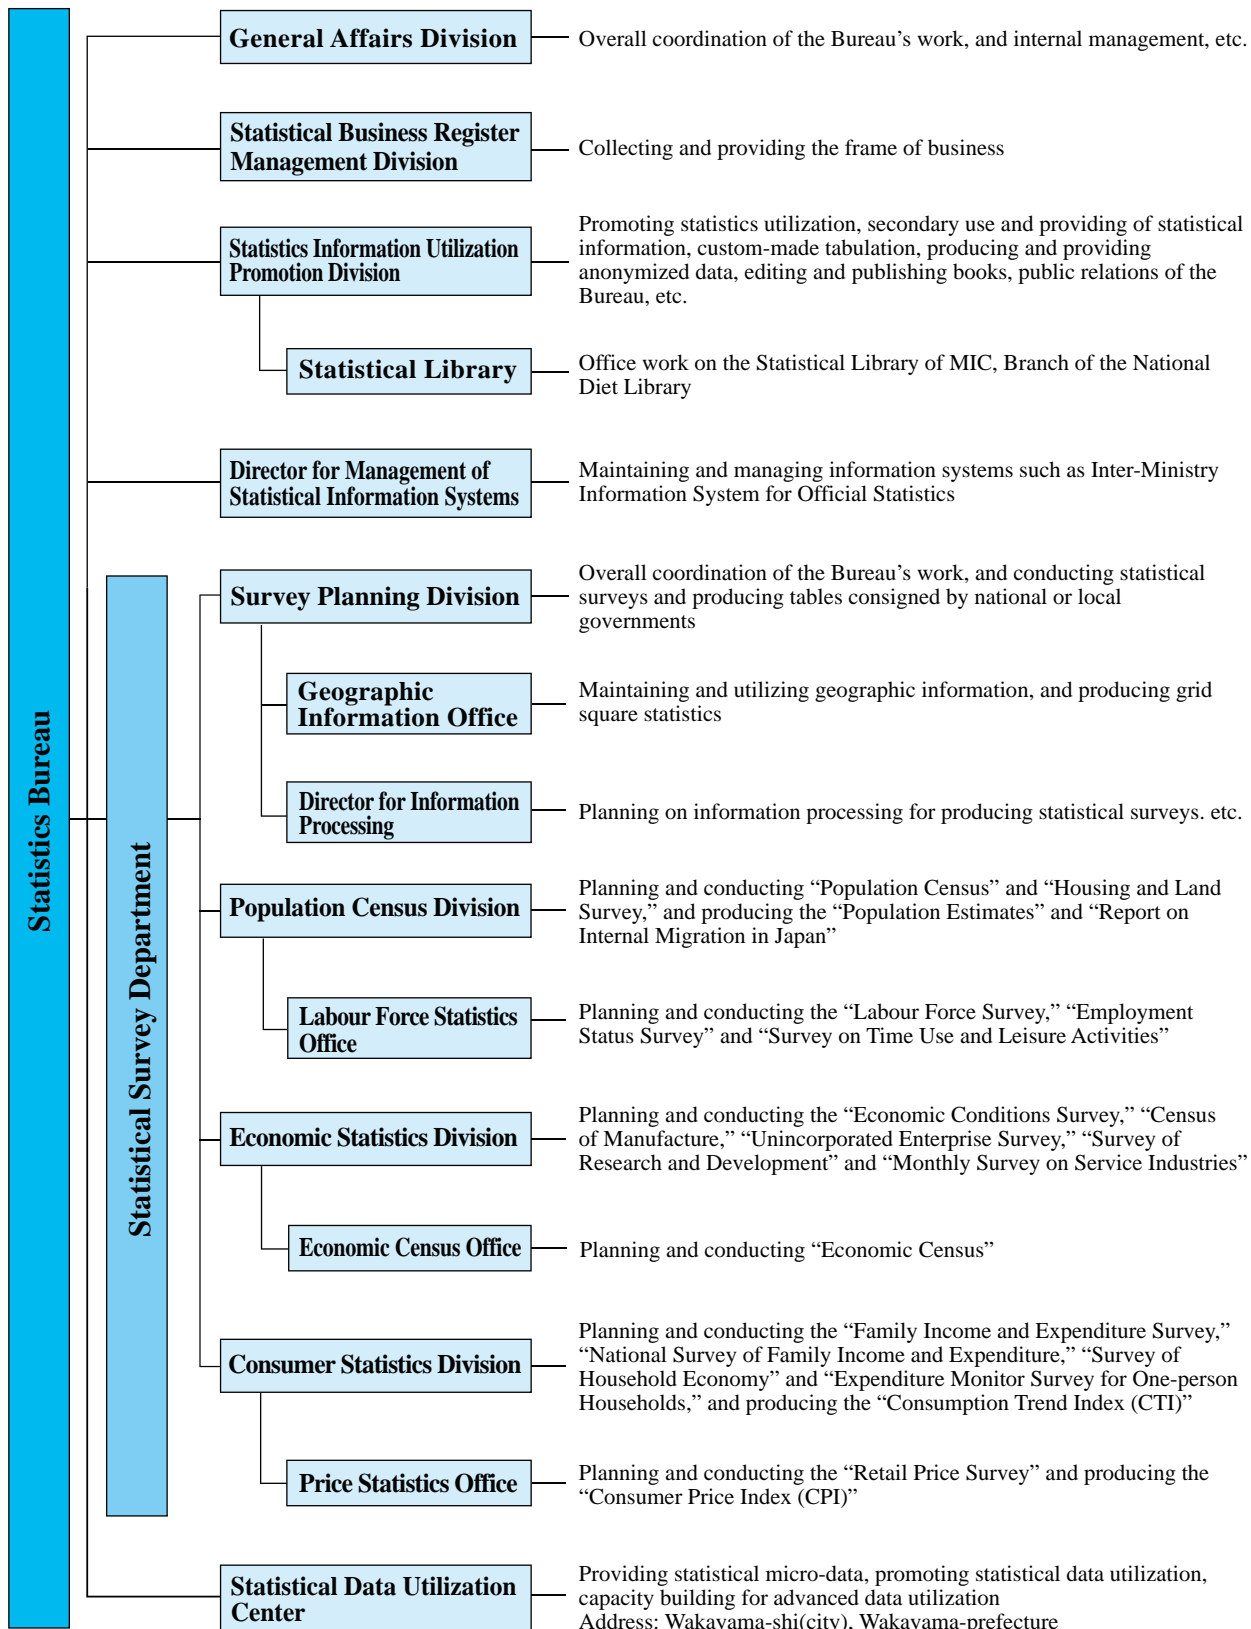 Statistics Bureau
General Affairs Division
Overall coordination of the Bureau’s work, and internal management, etc.
Statistical Business Register
Management Division
Collecting and providing the frame of business
Statistics Information Utilization
Promotion Division
Promoting statistics utilization, secondary use and providing of statistical
information, custom-made tabulation, producing and providing
anonymized data, editing and publishing books, public relations of the
Bureau, etc.
Statistical Library
Office work on the Statistical Library of MIC, Branch of the National
Diet Library
Director for Management of
Statistical Information Systems
Maintaining and managing information systems such as Inter-Ministry
Information System for Official Statistics
Statistical Survey Department
Survey Planning Division
Overall coordination of the Bureau’s work, and conducting statistical
surveys and producing tables consigned by national or local
governments
Geographic
Information Office
Maintaining and utilizing geographic information, and producing grid
square statistics
Director for Information
Processing
Planning on information processing for producing statistical surveys. etc.
Population Census Division
Planning and conducting “Population Census” and “Housing and Land
Survey,” and producing the “Population Estimates” and “Report on
Internal Migration in Japan”
Labour Force Statistics
Office
Planning and conducting the “Labour Force Survey,” “Employment
Status Survey” and “Survey on Time Use and Leisure Activities”
Economic Statistics Division
Planning and conducting the “Economic Conditions Survey,” “Census
of Manufacture,” “Unincorporated Enterprise Survey,” “Survey of
Research and Development” and “Monthly Survey on Service Industries”
Economic Census Office
Planning and conducting “Economic Census”
Consumer Statistics Division
Planning and conducting the “Family Income and Expenditure Survey,”
“National Survey of Family Income and Expenditure,” “Survey of
Household Economy” and “Expenditure Monitor Survey for One-person
Households,” and producing the “Consumption Trend Index (CTI)”
Price Statistics Office
Planning and conducting the “Retail Price Survey” and producing the
“Consumer Price Index (CPI)”
Statistical Data Utilization
Center
Providing statistical micro-data, promoting statistical data utilization,
capacity building for advanced data utilization
Address: Wakayama-shi(city), Wakayama-prefecture